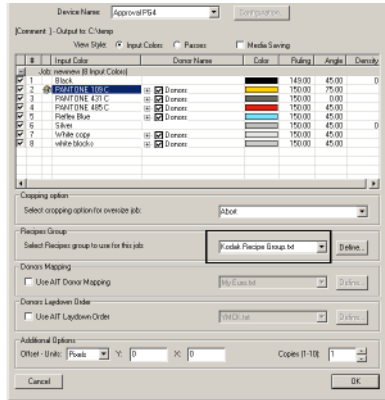 Device Name: Approval PG4 Configuration...
[Comment: ] - Output to: C:\temp
View Style: Input Colors Passes Media Saving
# Input Color Donor Name Color Ruling Angle Density
Job: newnew (8 Input Colors)
1 Black 149.00 45.00 0
2 PANTONE 109 C Donors 150.00 75.00
3 PANTONE 431 C Donors 150.00 0.00
4 PANTONE 485 C Donors 150.00 45.00
5 Reflex Blue Donors 150.00 45.00
6 Silver 150.00 45.00 0
7 White copy Donors 150.00 45.00
8 white blocks Donors 150.00 45.00
Cropping option
Select cropping option for oversize job: Abort
Recipes Group
Select Recipes group to use for this job: Kodak Recipe Group.txt Define...
Donors Mapping
Use AIT Donor Mapping Define...
Donors Laydown Order
Use AIT Laydown Order YMCK.txt Define...
Additional Options
Offset - Units: Pixels Y: 0 X: 0 Copies (1-10): 1
Cancel OK